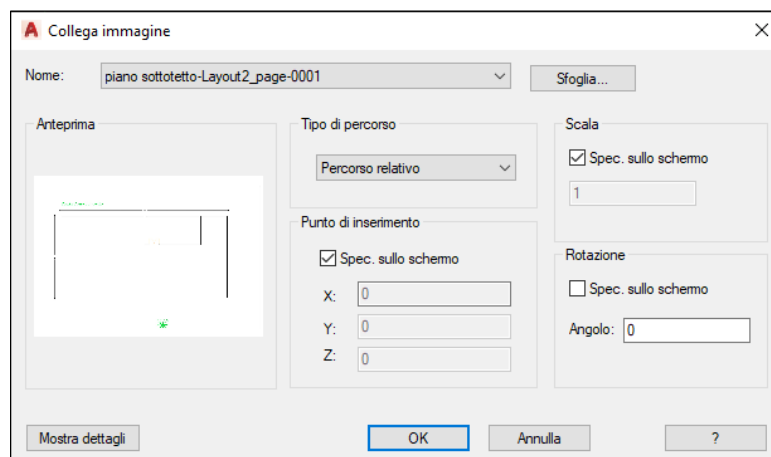 Collega immagine
Nome: piano sottotetto-Layout2_page-0001 Sfoglia...
Anteprima
Tipo di percorso
Percorso relativo
Punto di inserimento
Spec. sullo schermo
X: 0
Y: 0
Z: 0
Scala
Spec. sullo schermo
1
Rotazione
Spec. sullo schermo
Angolo: 0
Mostra dettagli OK Annulla ?